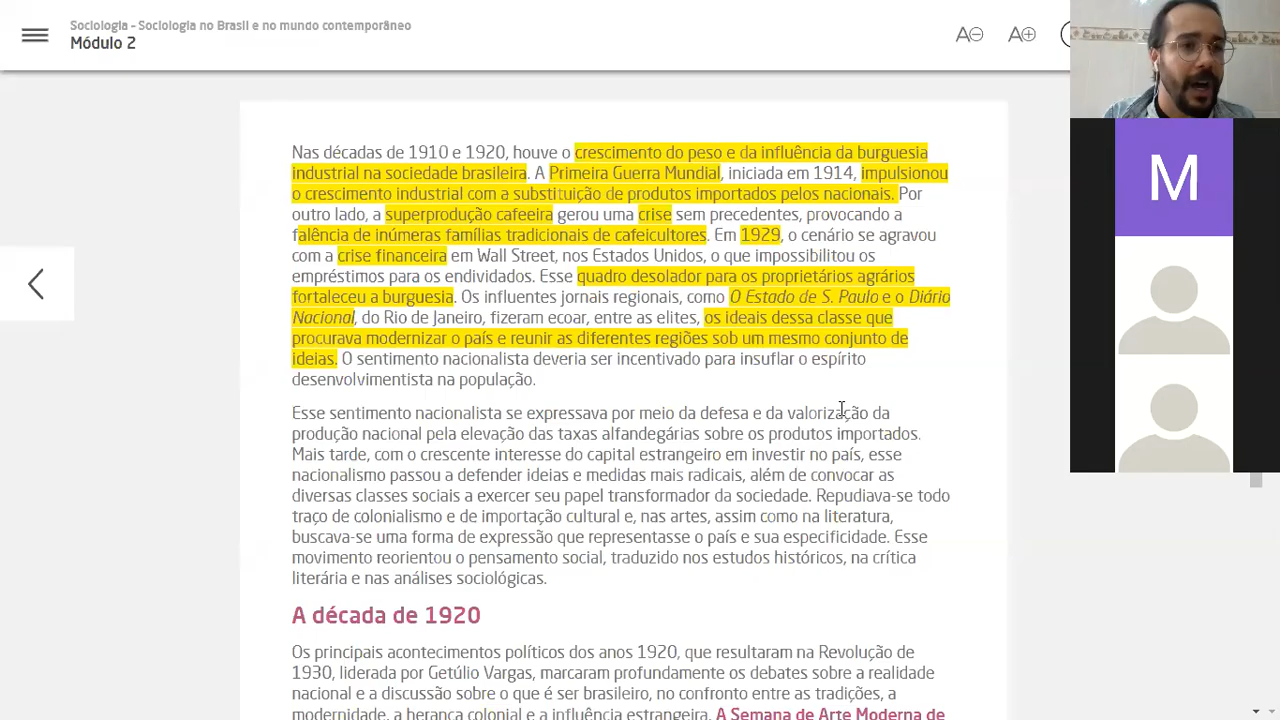 Sociologia - Sociologia no Brasil e no mundo contemporâneo
Módulo 2
A
A
Nas décadas de 1910 e 1920, houve o crescimento do peso e da influência da burguesia
industrial na sociedade brasileira. A Primeira Guerra Mundial, iniciada em 1914, impulsionou
o crescimento industrial com a substituição de produtos importados pelos nacionais. Por
outro lado, a superprodução cafeeira gerou uma crise sem precedentes, provocando a
falência de inúmeras famílias tradicionais de cafeicultores. Em 1929, o cenário se agravou
com a crise financeira em Wall Street, nos Estados Unidos, o que impossibilitou os
empréstimos para os endividados. Esse quadro desolador para os proprietários agrários
fortaleceu a burguesia. Os influentes jornais regionais, como O Estado de S. Paulo e o Diário
Nacional, do Rio de Janeiro, fizeram ecoar, entre as elites, os ideais dessa classe que
procurava modernizar o país e reunir as diferentes regiões sob um mesmo conjunto de
ideias. O sentimento nacionalista deveria ser incentivado para insuflar o espírito
desenvolvimentista na população.
Esse sentimento nacionalista se expressava por meio da defesa e da valorização da
produção nacional pela elevação das taxas alfandegárias sobre os produtos importados.
Mais tarde, com o crescente interesse do capital estrangeiro em investir no país, esse
nacionalismo passou a defender ideias e medidas mais radicais, além de convocar as
diversas classes sociais a exercer seu papel transformador da sociedade. Repudiava-se todo
traço de colonialismo e de importação cultural e, nas artes, assim como na literatura,
buscava-se uma forma de expressão que representasse o país e sua especificidade. Esse
movimento reorientou o pensamento social, traduzido nos estudos históricos, na crítica
literária e nas análises sociológicas.
A década de 1920
Os principais acontecimentos políticos dos anos 1920, que resultaram na Revolução de
1930, liderada por Getúlio Vargas, marcaram profundamente os debates sobre a realidade
nacional e a discussão sobre o que é ser brasileiro, no confronto entre as tradições, a
modernidade, a herança colonial e a influência estrangeira. A Semana de Arte Moderna de
M